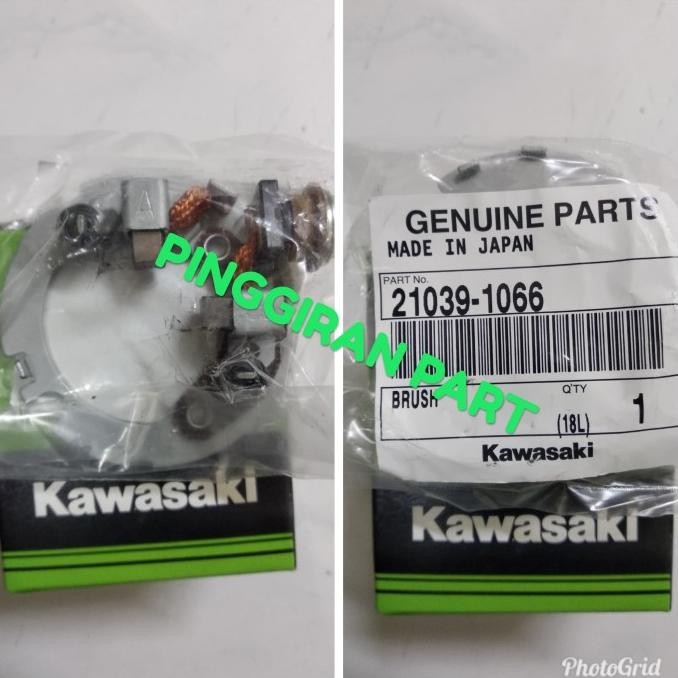 A
Kawasaki
PINGGIRAN PART
GENUINE PARTS
MADE IN JAPAN
PART No.
21039-1066
BRUSH
Q'TY
(18L)
1
Kawasaki
Kawasaki
PhotoGrid